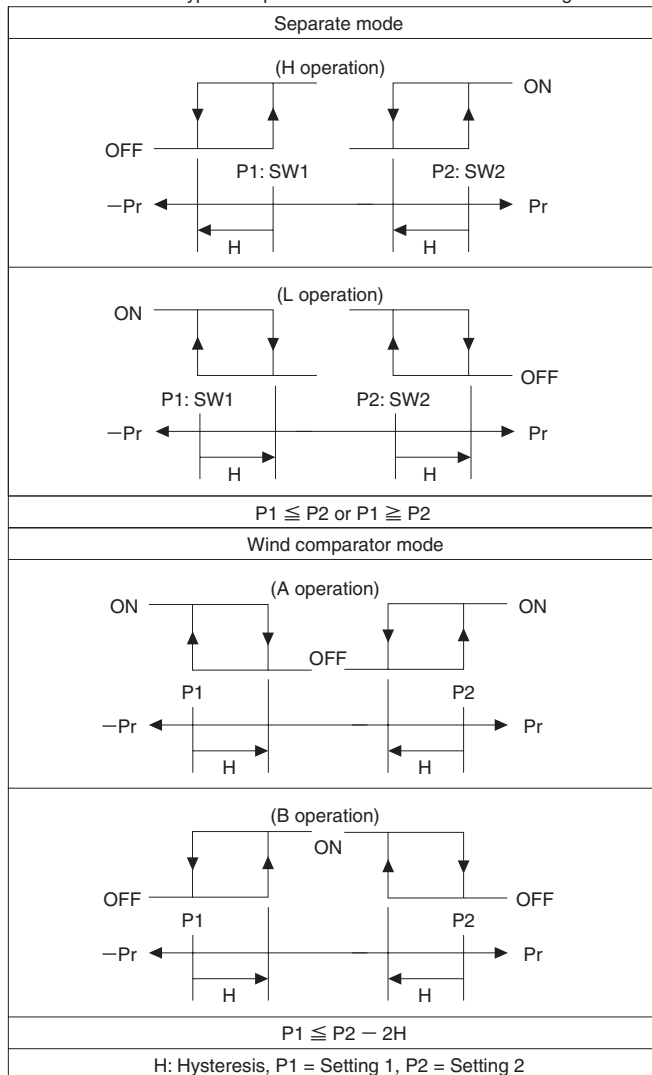 Separate mode
(H operation)
ON
OFF
P1: SW1 P2: SW2
−Pr Pr
H H
(L operation)
ON
OFF
P1: SW1 P2: SW2
−Pr Pr
H H
P1 ≦ P2 or P1 ≧ P2
Wind comparator mode
(A operation)
ON ON
OFF
P1 P2
−Pr Pr
H H
(B operation)
ON
OFF OFF
P1 P2
−Pr Pr
H H
P1 ≦ P2 − 2H
H: Hysteresis, P1 = Setting 1, P2 = Setting 2